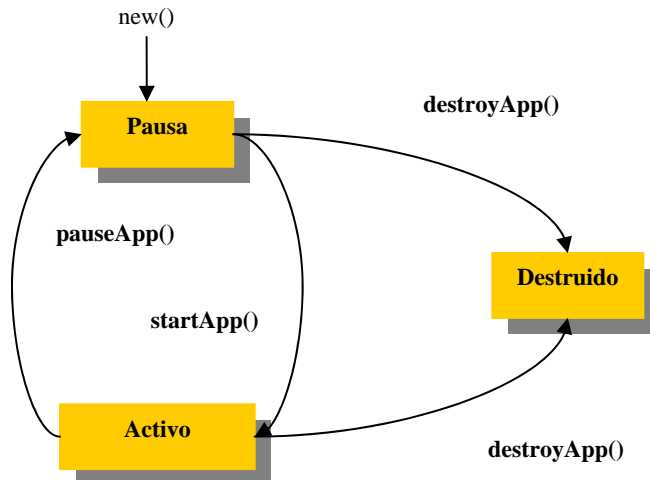 new()
destroyApp()
Pausa
pauseApp()
Destruido
startApp()
Activo
destroyApp()